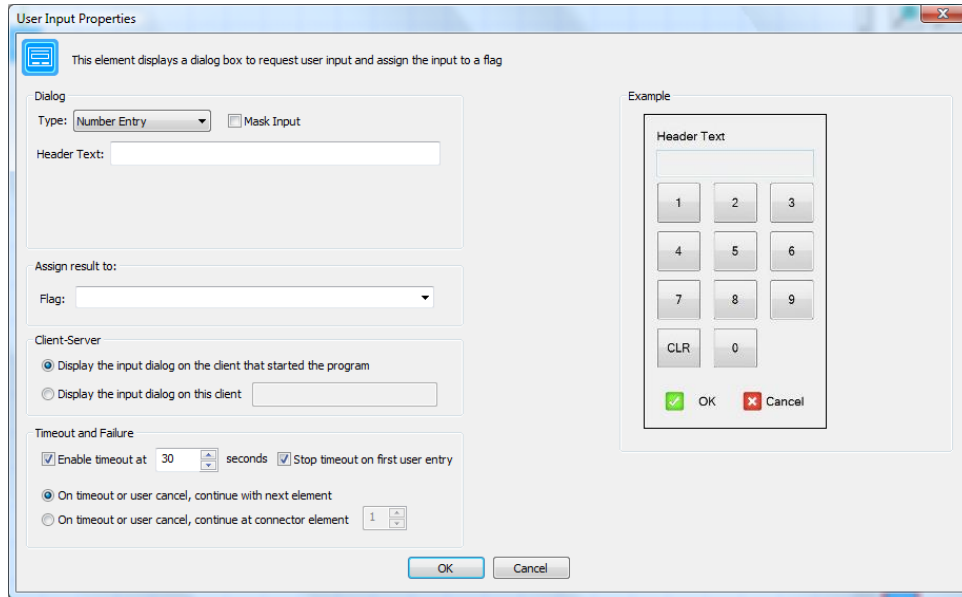 User Input Properties
This element displays a dialog box to request user input and assign the input to a flag
Dialog
Type: Number Entry Mask Input
Header Text:
Assign result to:
Flag:
Client-Server
Display the input dialog on the client that started the program
Display the input dialog on this client
Timeout and Failure
Enable timeout at 30 seconds Stop timeout on first user entry
On timeout or user cancel, continue with next element
On timeout or user cancel, continue at connector element 1
Example
Header Text
1 2 3
4 5 6
7 8 9
CLR 0
OK Cancel
OK Cancel